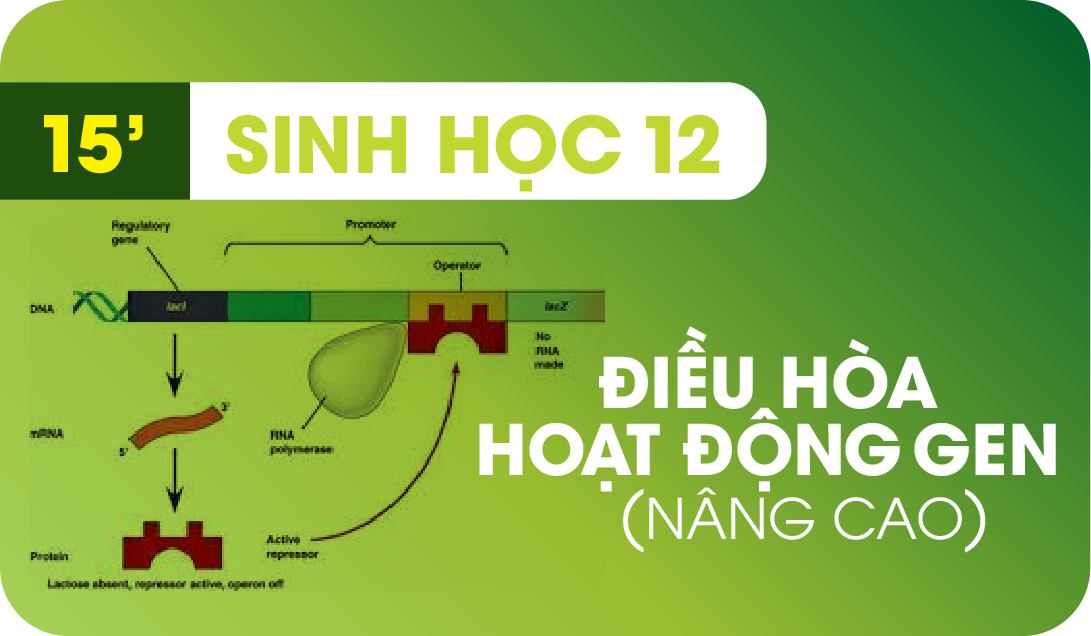 15’
SINH HỌC 12
Regulatory
gene
Promoter
Operator
DNA
lacI
lacZ
No
RNA
made
ĐIỀU HÒA
HOẠT ĐỘNG GEN
(NÂNG CAO)
mRNA
3'
5'
RNA
polymerase
Active
repressor
Protein
Lactose absent, repressor active, operon off